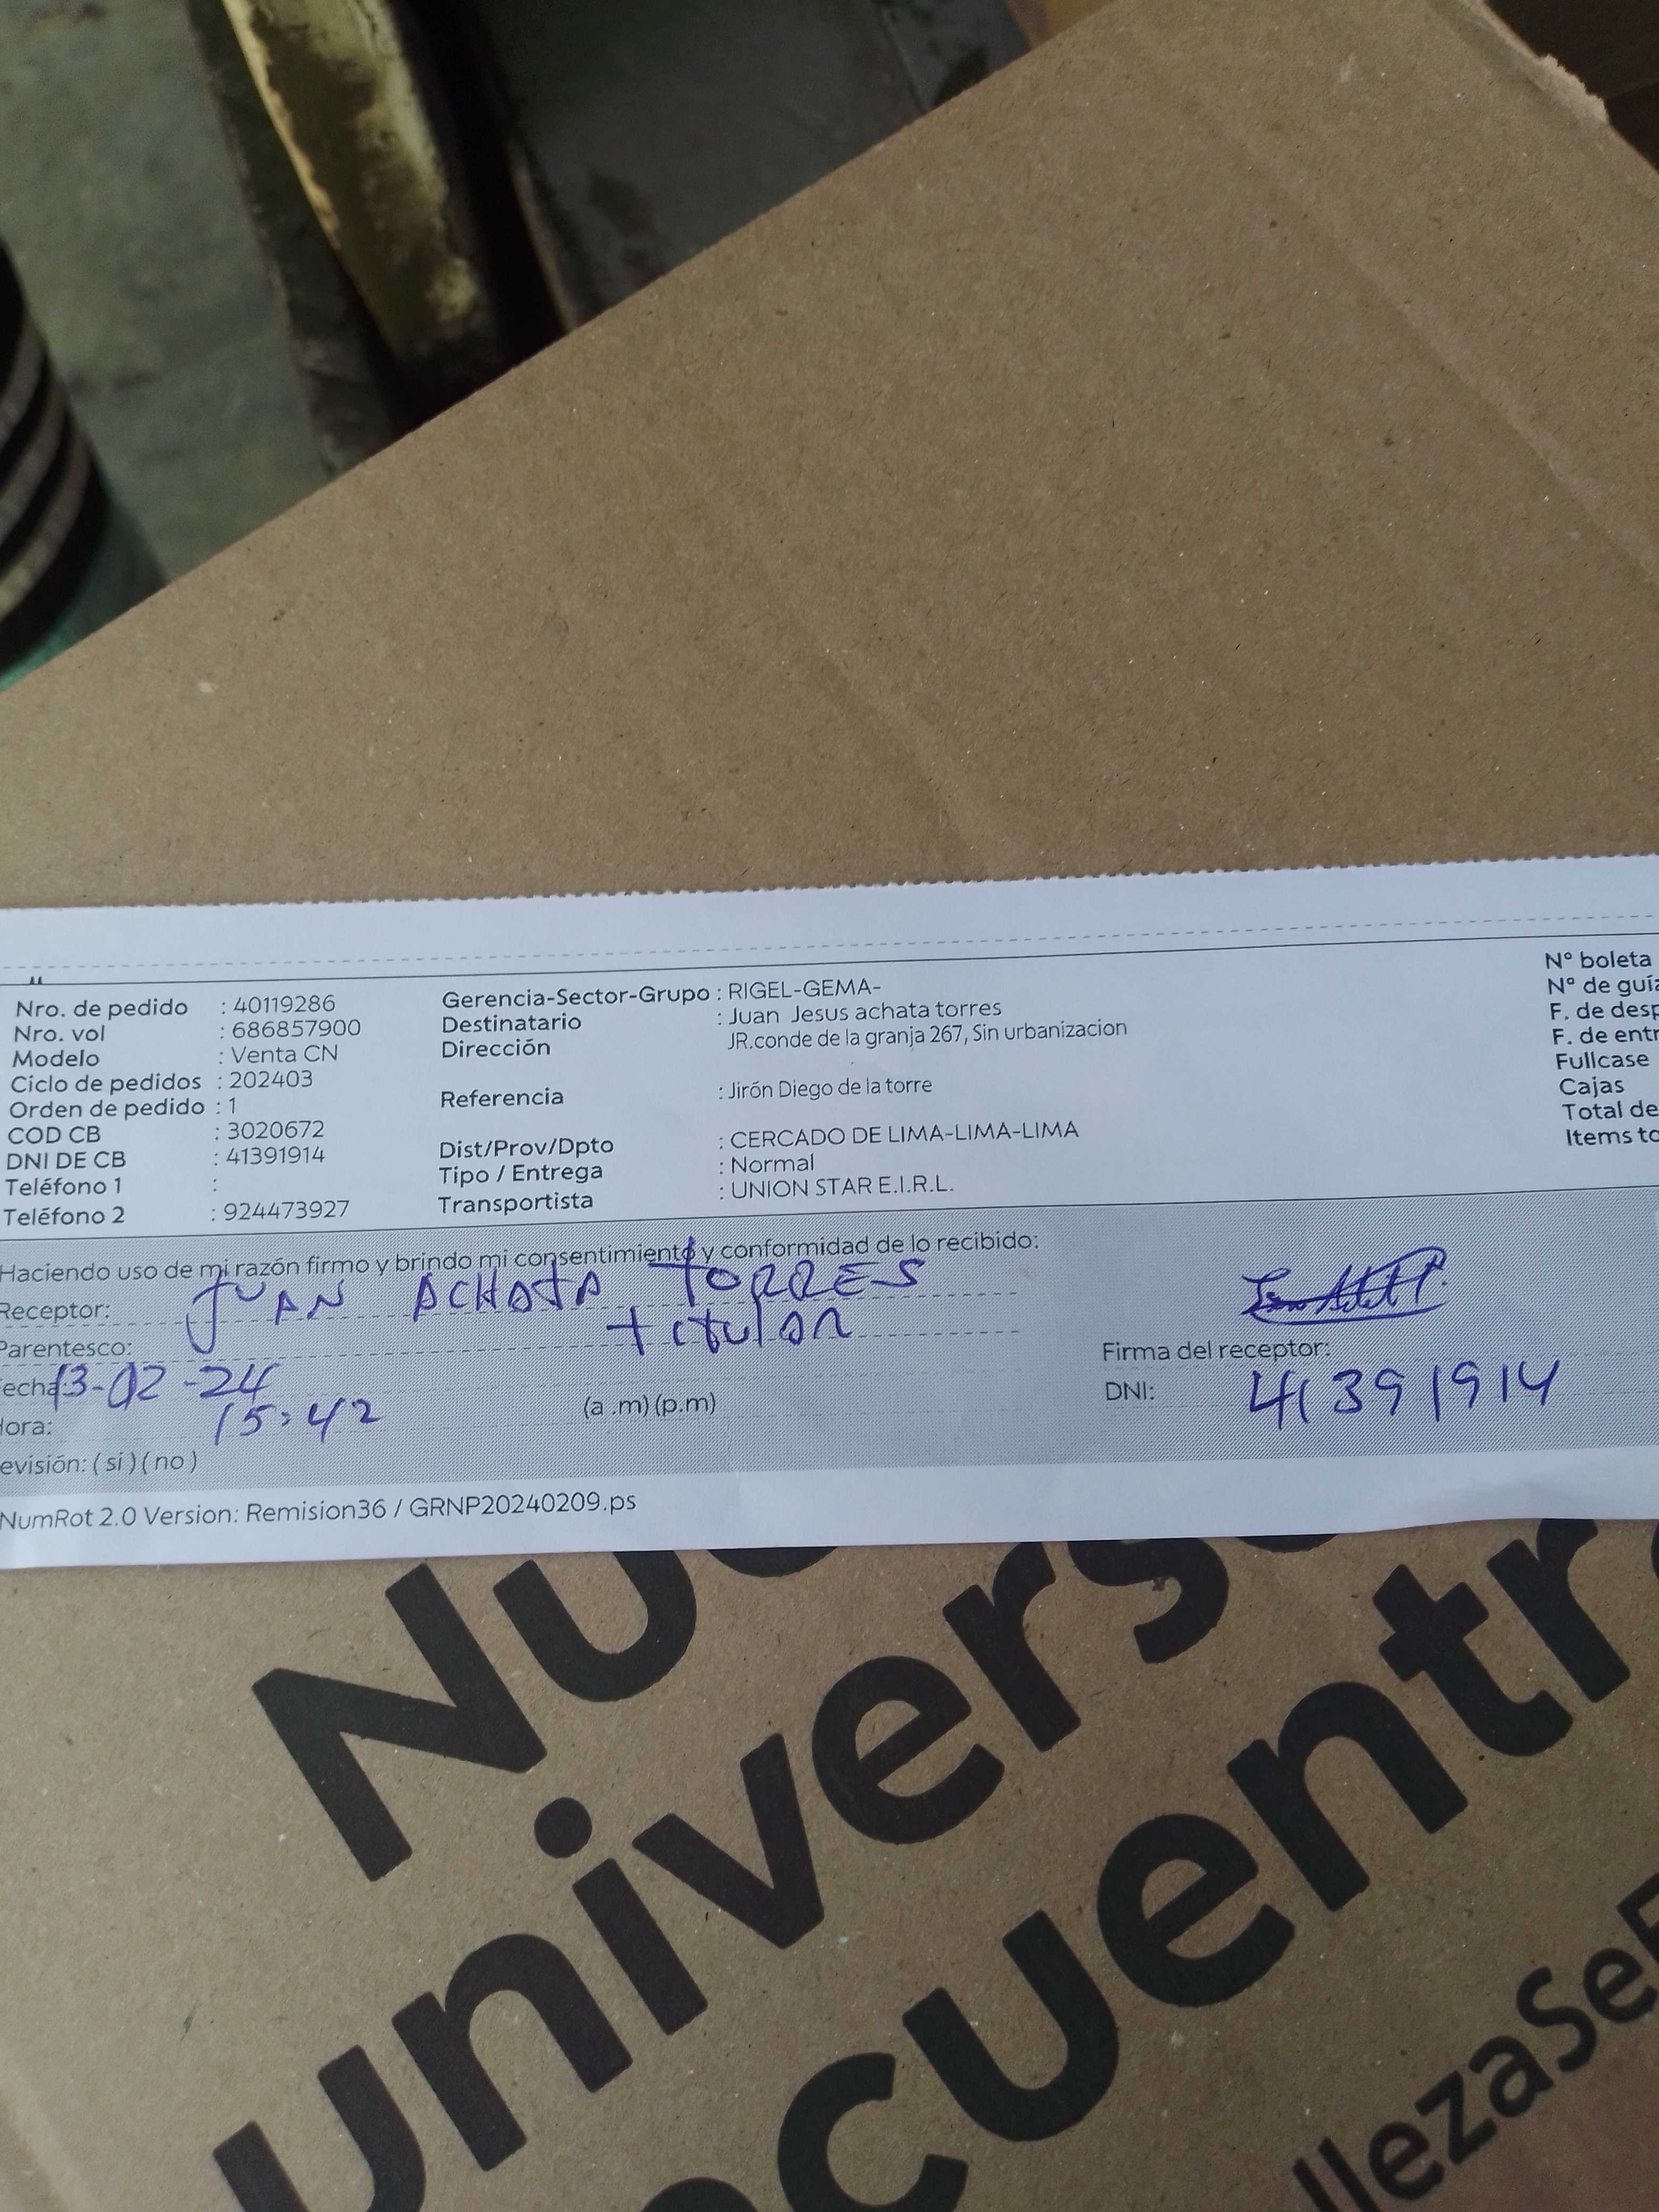 Nro. de pedido : 40119286
Nro. vol : 686857900
Modelo : Venta CN
Ciclo de pedidos : 202403
Orden de pedido : 1
COD CB : 3020672
DNI DE CB : 41391914
Teléfono 1 :
Teléfono 2 : 924473927
Gerencia-Sector-Grupo : RIGEL-GEMA-
Destinatario : Juan Jesus achata torres
Dirección JR.conde de la granja 267, Sin urbanizacion
Referencia : Jirón Diego de la torre
Dist/Prov/Dpto : CERCADO DE LIMA-LIMA-LIMA
Tipo / Entrega : Normal
Transportista : UNION STAR E.I.R.L.
N° boleta
N° de guía
F. de desp
F. de entr
Fullcase
Cajas
Total de
Items to
Haciendo uso de mi razón firmo y brindo mi consentimiento y conformidad de lo recibido:
Receptor: JUAN ACHATA TORRES
Parentesco: titular
Fecha 13-02-24
Hora: 15:42 (a .m) (p.m)
evisión: ( si ) ( no )
Firma del receptor:
DNI: 41391914
NumRot 2.0 Version: Remision36 / GRNP20240209.ps
univers
cuentr
llezaSe